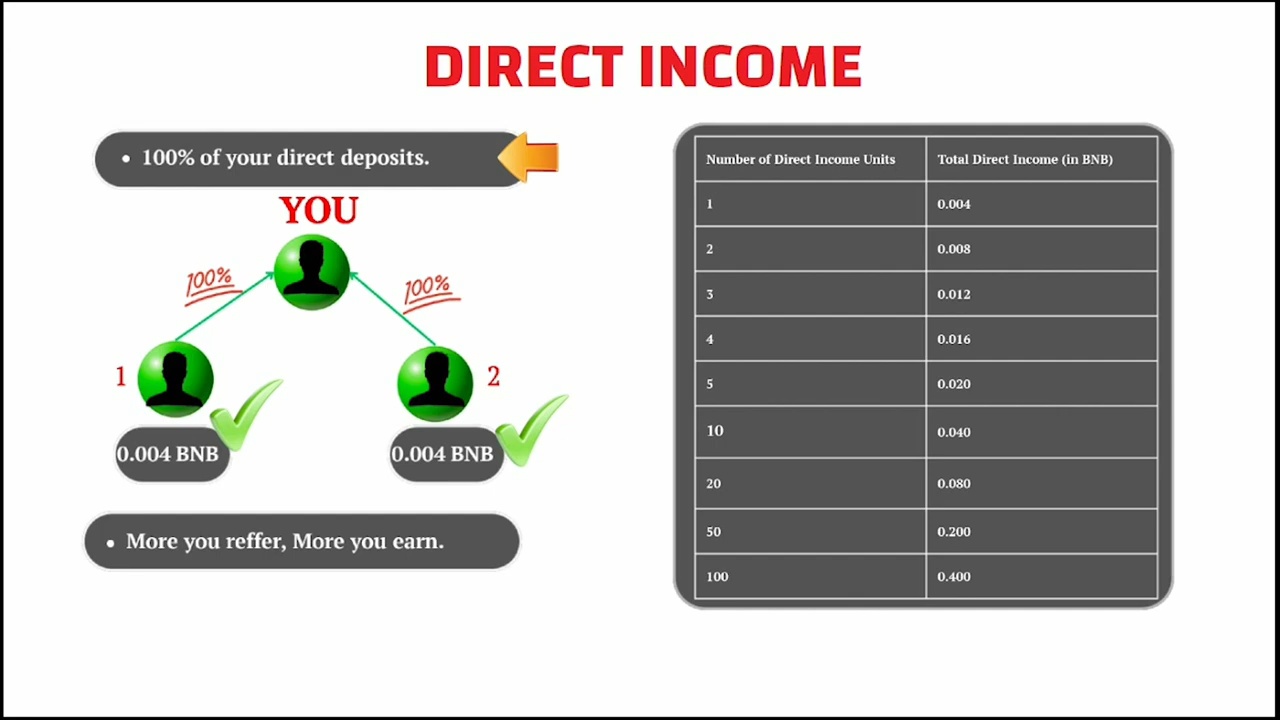 DIRECT INCOME
• 100% of your direct deposits.
YOU
100%
100%
1
2
0.004 BNB
0.004 BNB
• More you reffer, More you earn.
Number of Direct Income Units Total Direct Income (in BNB)
1 0.004
2 0.008
3 0.012
4 0.016
5 0.020
10 0.040
20 0.080
50 0.200
100 0.400